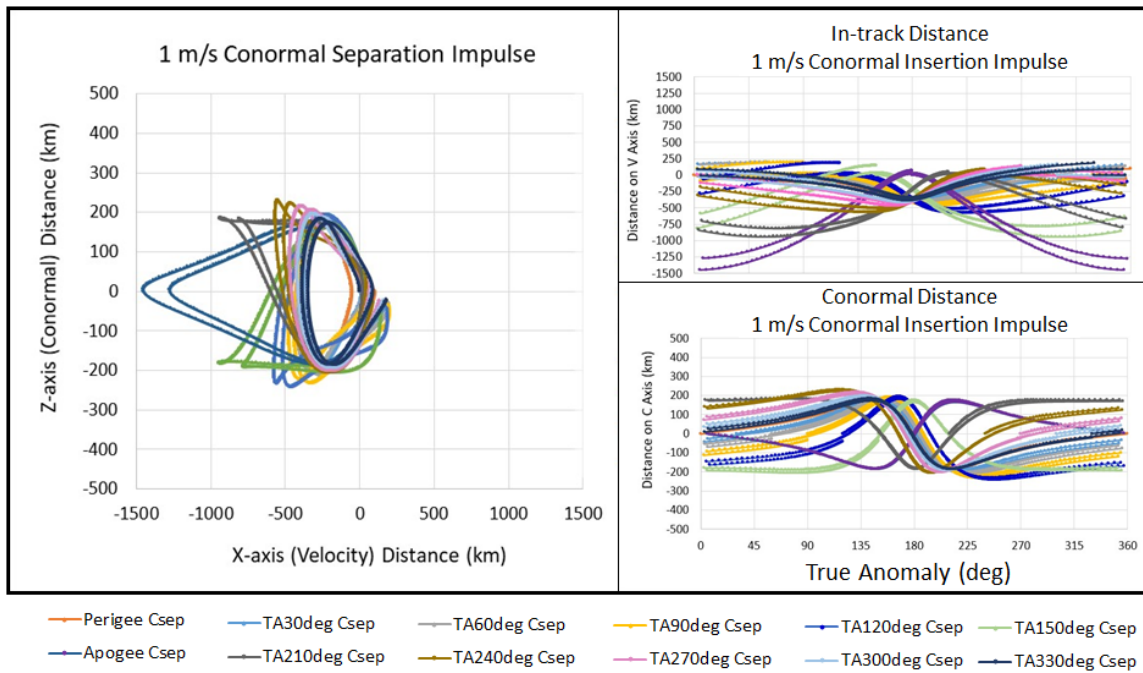 1 m/s Conormal Separation Impulse
Z-axis (Conormal) Distance (km)
500
400
300
200
100
0
-100
-200
-300
-400
-500
-1500 -1000 -500 0 500 1000 1500
X-axis (Velocity) Distance (km)
In-track Distance
1 m/s Conormal Insertion Impulse
Distance on V Axis (km)
1500
1250
1000
750
500
250
0
-250
-500
-750
-1000
-1250
1500
Conormal Distance
1 m/s Conormal Insertion Impulse
Distance on C Axis (km)
500
400
300
200
100
0
-100
-200
-300
-400
-500
0 45 90 135 180 225 270 315 360
True Anomaly (deg)
Perigee Csep TA30deg Csep TA60deg Csep TA90deg Csep TA120deg Csep TA150deg Csep
Apogee Csep TA210deg Csep TA240deg Csep TA270deg Csep TA300deg Csep TA330deg Csep